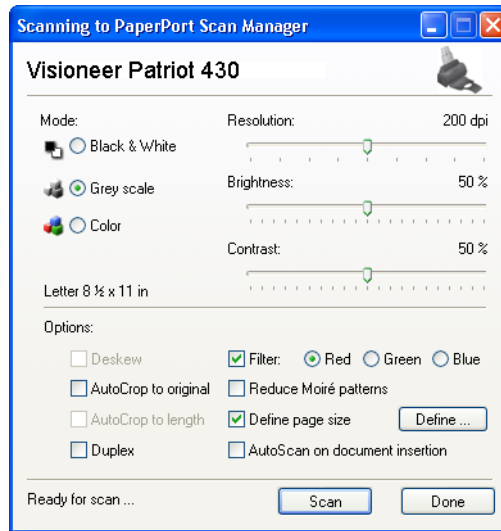 Scanning to PaperPort Scan Manager
Visioneer Patriot 430
Mode:
Black & White
Grey scale
Color
Letter 8 ½ x 11 in
Resolution: 200 dpi
Brightness: 50 %
Contrast: 50 %
Options:
Deskew
AutoCrop to original
AutoCrop to length
Duplex
Filter: Red Green Blue
Reduce Moiré patterns
Define page size Define ...
AutoScan on document insertion
Ready for scan ... Scan Done